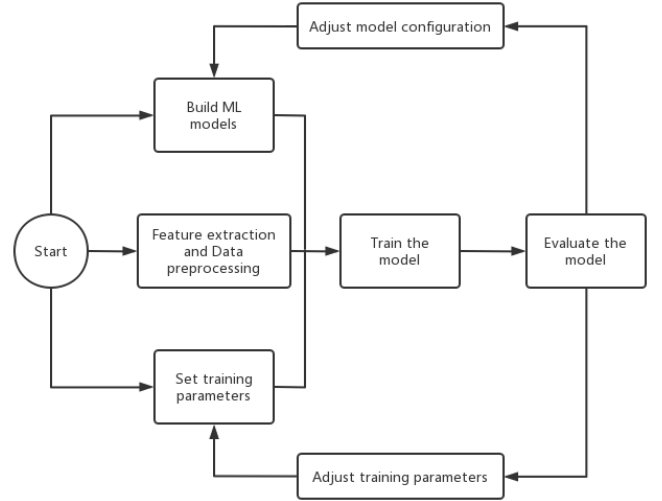 Adjust model configuration
Build ML
models
Start
Feature extraction
and Data
preprocessing
Train the
model
Evaluate the
model
Set training
parameters
Adjust training parameters